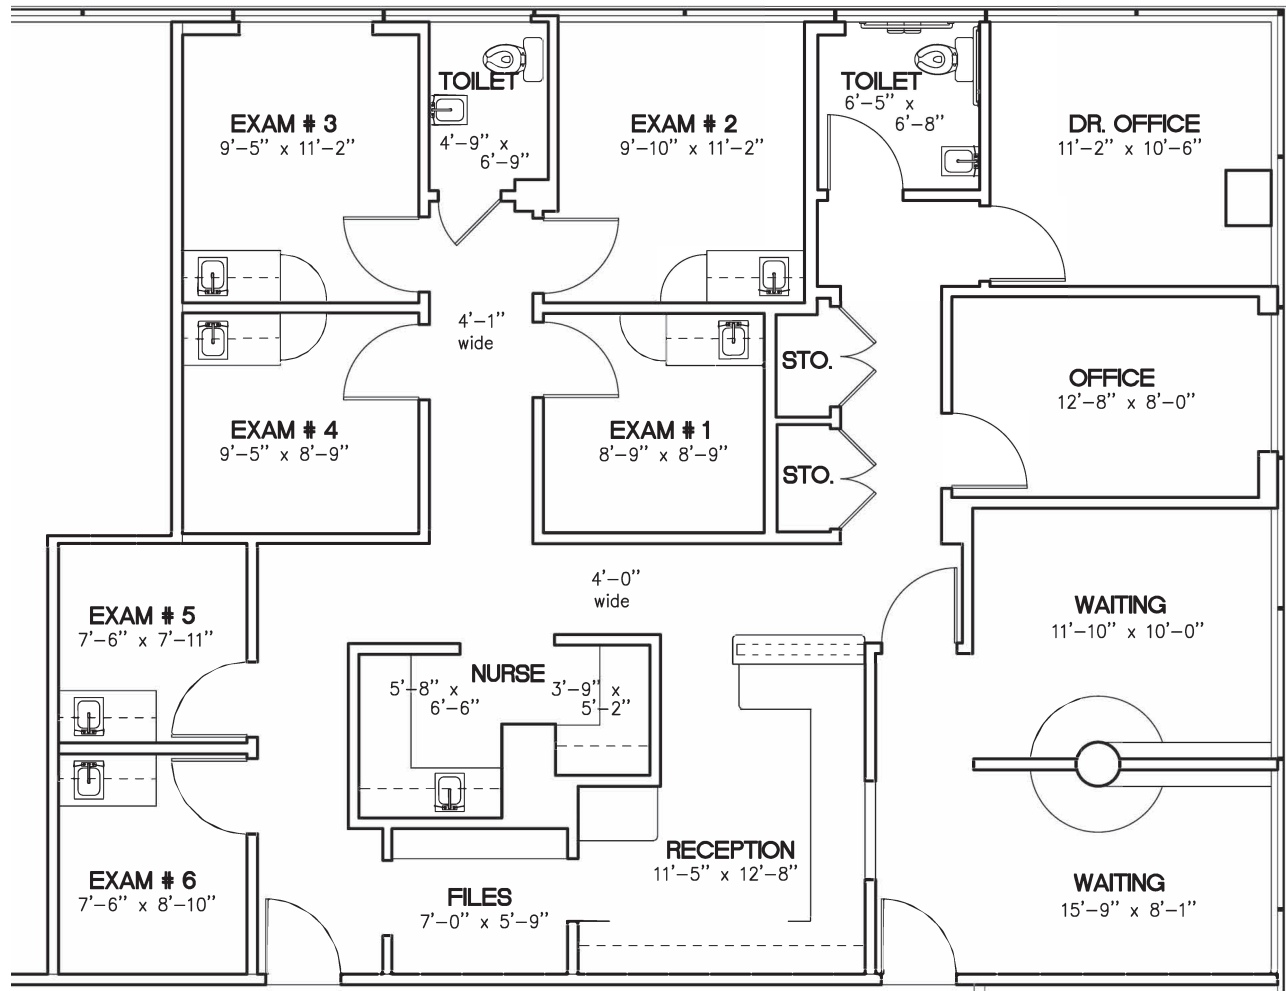 TOILET
4'-9" x
6'-9"
TOILET
6'-5" x
6'-8"
EXAM # 3
9'-5" x 11'-2"
EXAM # 2
9'-10" x 11'-2"
DR. OFFICE
11'-2" x 10'-6"
4'-1"
wide
STO.
OFFICE
12'-8" x 8'-0"
EXAM # 4
9'-5" x 8'-9"
EXAM # 1
8'-9" x 8'-9"
STO.
4'-0"
wide
EXAM # 5
7'-6" x 7'-11"
WAITING
11'-10" x 10'-0"
NURSE
5'-8" x
6'-6"
3'-9" x
5'-2"
RECEPTION
11'-5" x 12'-8"
EXAM # 6
7'-6" x 8'-10"
FILES
7'-0" x 5'-9"
WAITING
15'-9" x 8'-1"